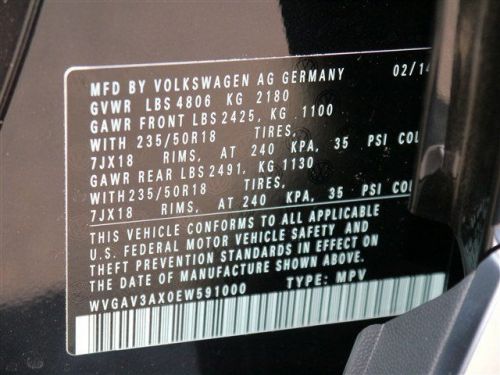 MFD BY VOLKSWAGEN AG GERMANY 02/14
GVWR LBS 4806 KG 2180
GAWR FRONT LBS 2425, KG 1100
WITH 235/50R18 TIRES,
7JX18 RIMS, AT 240 KPA, 35 PSI COL
GAWR REAR LBS 2491, KG 1130
WITH 235/50R18 TIRES,
7JX18 RIMS, AT 240 KPA, 35 PSI COL
THIS VEHICLE CONFORMS TO ALL APPLICABLE
U.S. FEDERAL MOTOR VEHICLE SAFETY AND
THEFT PREVENTION STANDARDS IN EFFECT ON
THE DATE OF MANUFACTURE SHOWN ABOVE.
WVGAV3AX0EW591000 TYPE: MPV